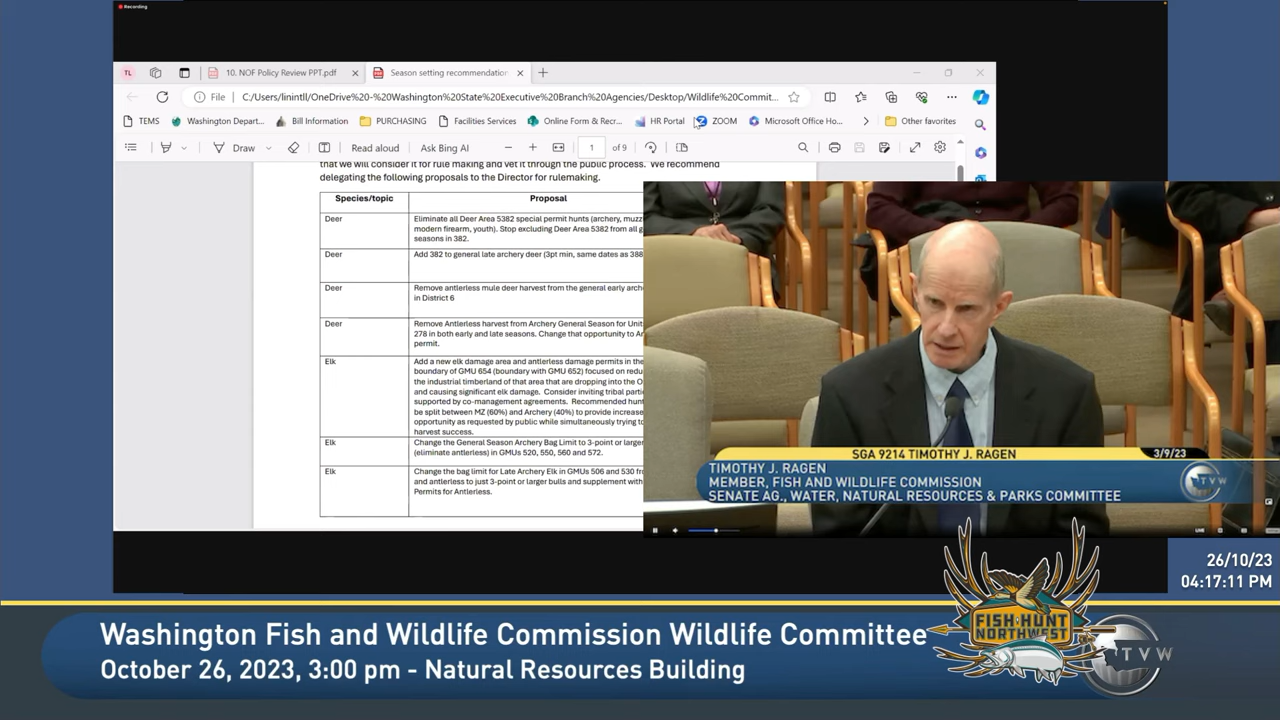 Recording
TL
10. NOF Policy Review PPT.pdf
Season setting recommendation
File
C:/Users/linintll/OneDrive%20-%20Washington%20State%20Executive%20Branch%20Agencies/Desktop/Wildlife%20Commit...
TEMS
Washington Depart...
Bill Information
PURCHASING
Facilities Services
Online Form & Recr...
HR Portal
ZOOM
Microsoft Office Ho...
Other favorites
Draw
Read aloud
Ask Bing AI
1
of 9
that we will consider it for rule making and vet it through the public process. We recommend
delegating the following proposals to the Director for rulemaking.
Species/topic
Proposal
Deer
Eliminate all Deer Area 5382 special permit hunts (archery, muzz
modern firearm, youth). Stop excluding Deer Area 5382 from all g
seasons in 382.
Deer
Add 382 to general late archery deer (3pt min, same dates as 388
Deer
Remove antlerless mule deer harvest from the general early arch
in District 6
Deer
Remove Antlerless harvest from Archery General Season for Unit
278 in both early and late seasons. Change that opportunity to Ar
permit.
Elk
Add a new elk damage area and antlerless damage permits in the
boundary of GMU 654 (boundary with GMU 652) focused on redu
the industrial timberland of that area that are dropping into the O
and causing significant elk damage. Consider inviting tribal parti
supported by co-management agreements. Recommended hunt
be split between MZ (60%) and Archery (40%) to provide increase
opportunity as requested by public while simultaneously trying to
harvest success.
Elk
Change the General Season Archery Bag Limit to 3-point or larger
(eliminate antlerless) in GMUs 520, 550, 560 and 572.
Elk
Change the bag limit for Late Archery Elk in GMUs 506 and 530 fr
and antlerless to just 3-point or larger bulls and supplement with
Permits for Antlerless.
SGA 9214 TIMOTHY J. RAGEN
3/9/23
TIMOTHY J. RAGEN
MEMBER, FISH AND WILDLIFE COMMISSION
SENATE AG., WATER, NATURAL RESOURCES & PARKS COMMITTEE
TVW
LIVE
26/10/23
04:17:11 PM
Washington Fish and Wildlife Commission Wildlife Committee
October 26, 2023, 3:00 pm - Natural Resources Building
FISH HUNT
NORTHWEST
TVW